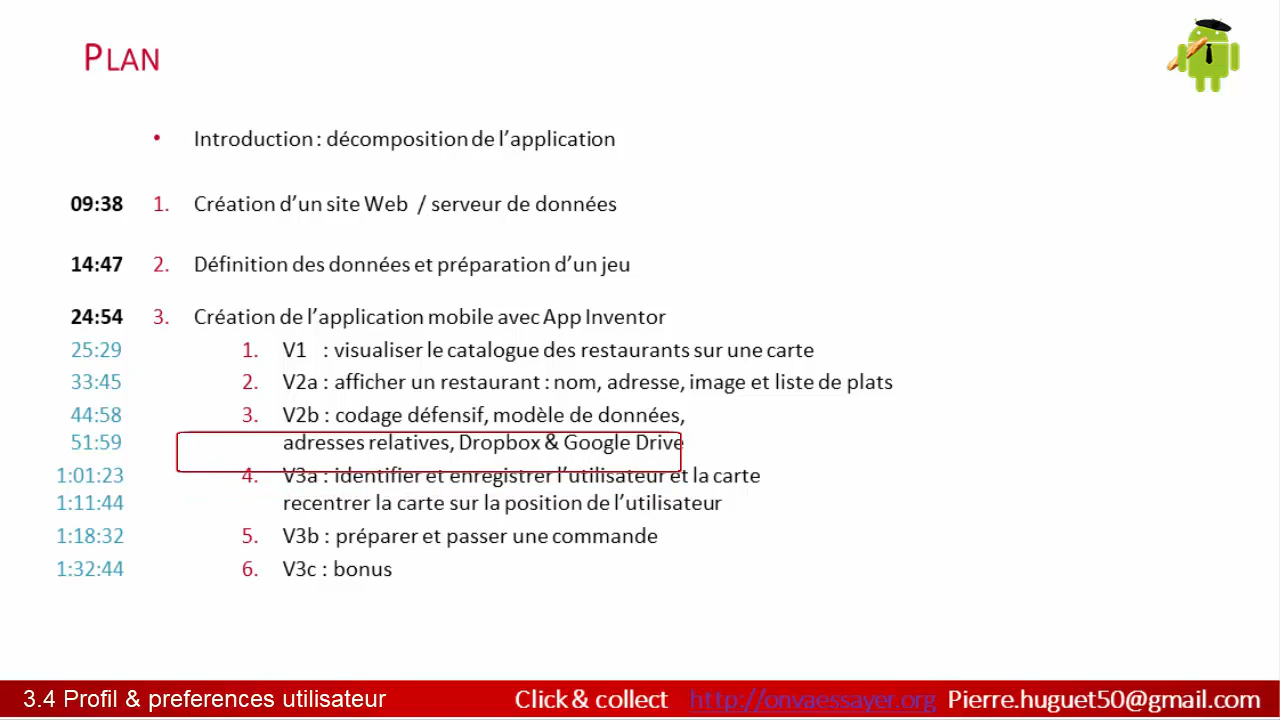 PLAN
• Introduction : décomposition de l’application
09:38 1. Création d’un site Web / serveur de données
14:47 2. Définition des données et préparation d’un jeu
24:54 3. Création de l’application mobile avec App Inventor
25:29 1. V1 : visualiser le catalogue des restaurants sur une carte
33:45 2. V2a : afficher un restaurant : nom, adresse, image et liste de plats
44:58 3. V2b : codage défensif, modèle de données,
51:59 adresses relatives, Dropbox & Google Drive
1:01:23 4. V3a : identifier et enregistrer l’utilisateur et la carte
1:11:44 recentrer la carte sur la position de l’utilisateur
1:18:32 5. V3b : préparer et passer une commande
1:32:44 6. V3c : bonus
3.4 Profil & preferences utilisateur Click & collect http://onvaessayer.org Pierre.huguet50@gmail.com